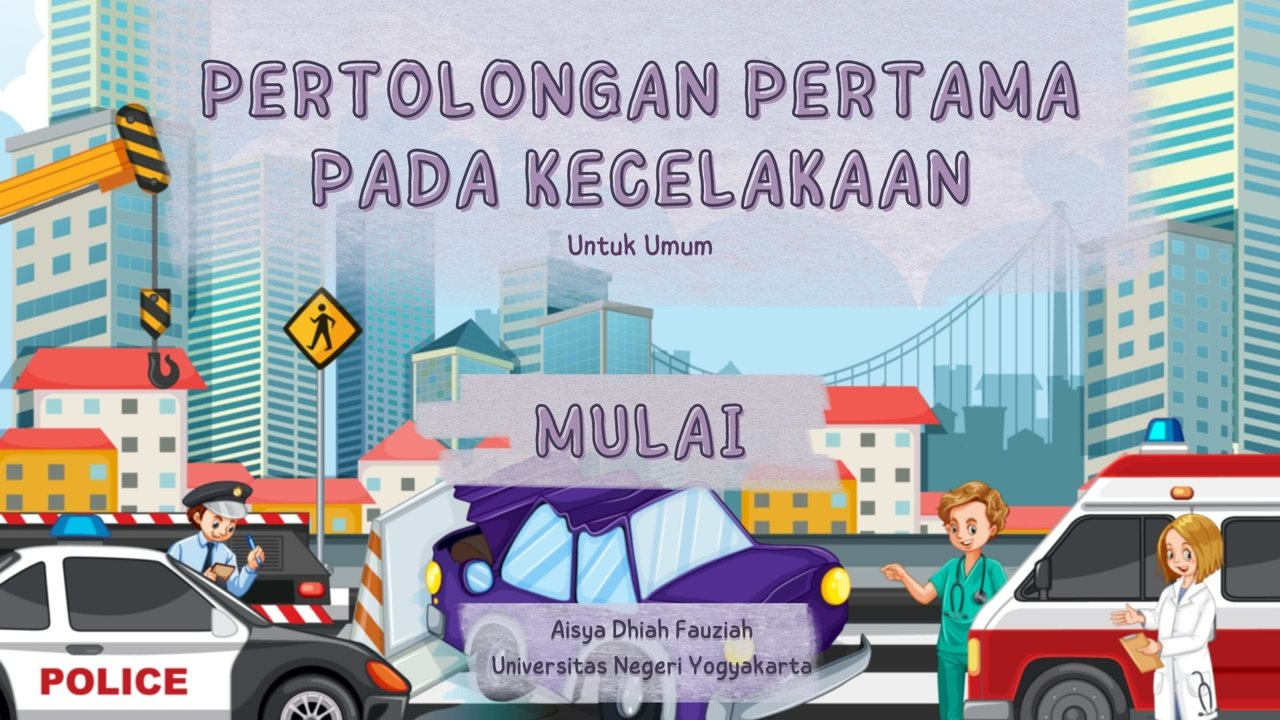 PERTOLONGAN PERTAMA
PADA KECELAKAAN
Untuk Umum
MULAI
POLICE
Aisya Dhiah Fauziah
Universitas Negeri Yogyakarta